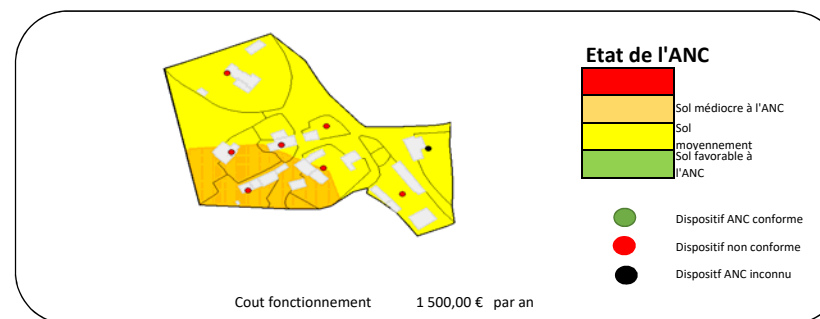 Etat de l'ANC
Sol médiocre à l'ANC
Sol
moyennement
Sol favorable à
l'ANC
Dispositif ANC conforme
Dispositif non conforme
Dispositf ANC inconnu
Cout fonctionnement 1 500,00 € par an